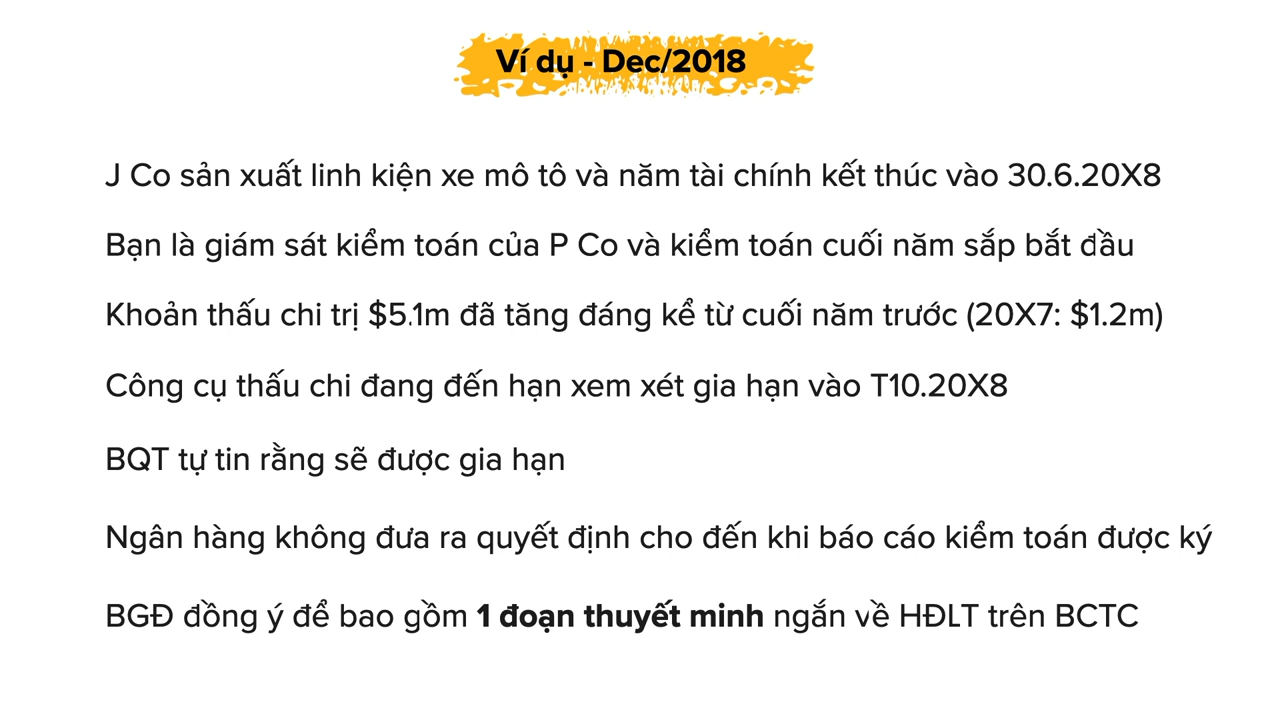 Ví dụ - Dec/2018
J Co sản xuất linh kiện xe mô tô và năm tài chính kết thúc vào 30.6.20X8
Bạn là giám sát kiểm toán của P Co và kiểm toán cuối năm sắp bắt đầu
Khoản thấu chi trị $5.1m đã tăng đáng kể từ cuối năm trước (20X7: $1.2m)
Công cụ thấu chi đang đến hạn xem xét gia hạn vào T10.20X8
BQT tự tin rằng sẽ được gia hạn
Ngân hàng không đưa ra quyết định cho đến khi báo cáo kiểm toán được ký
BGĐ đồng ý để bao gồm 1 đoạn thuyết minh ngắn về HĐLT trên BCTC